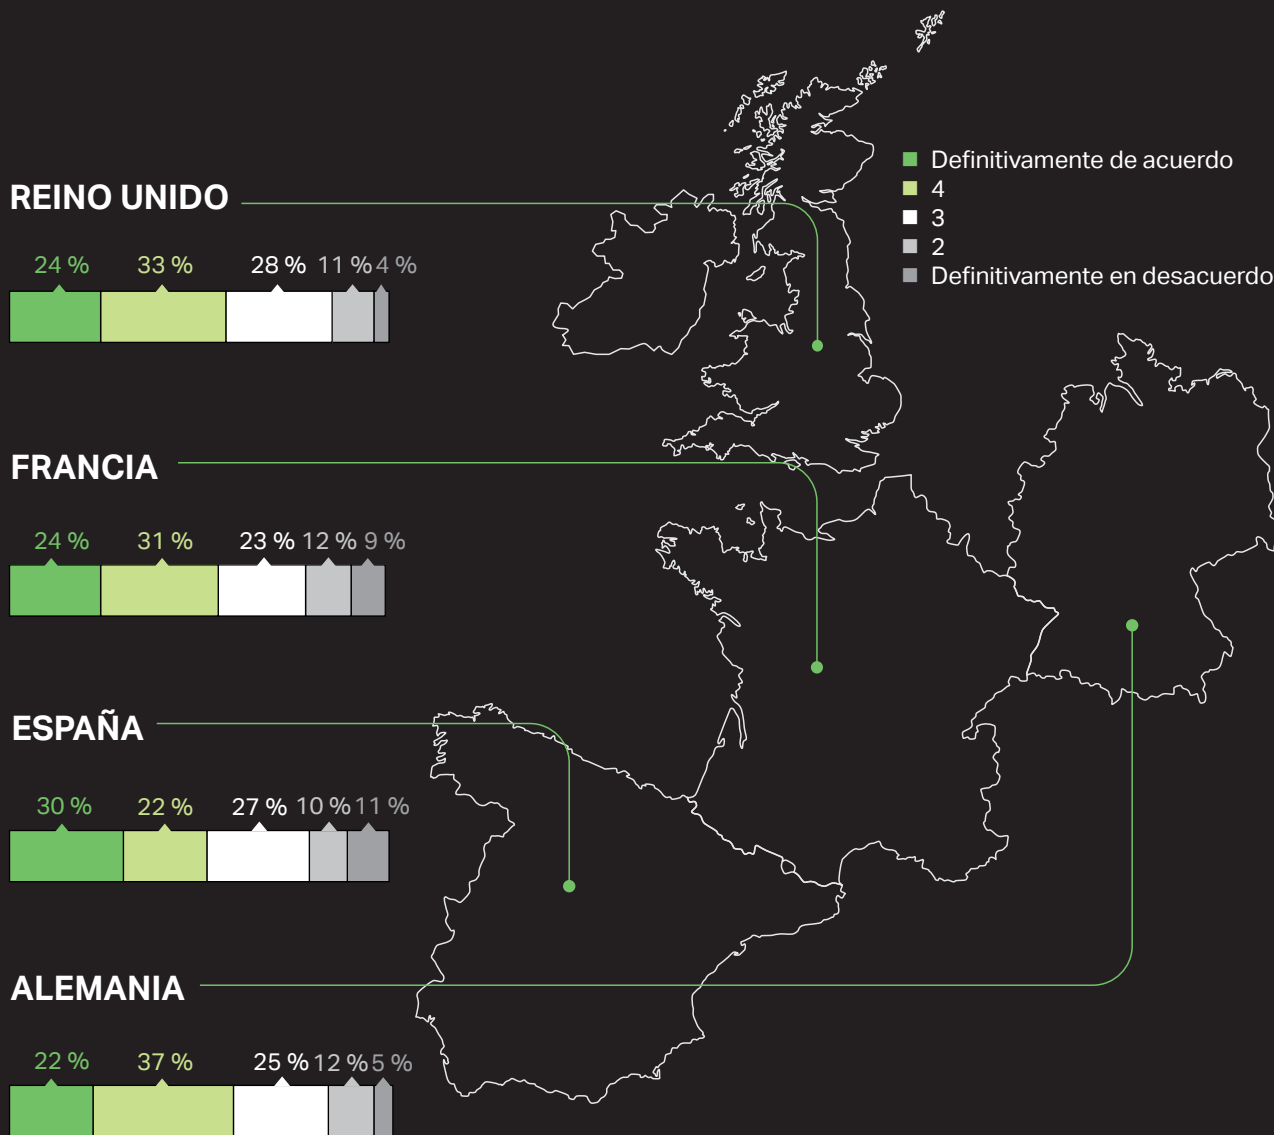 Definitivamente de acuerdo
4
3
2
Definitivamente en desacuerdo
REINO UNIDO
24 % 33 % 28 % 11 % 4 %
FRANCIA
24 % 31 % 23 % 12 % 9 %
ESPAÑA
30 % 22 % 27 % 10 % 11 %
ALEMANIA
22 % 37 % 25 % 12 % 5 %